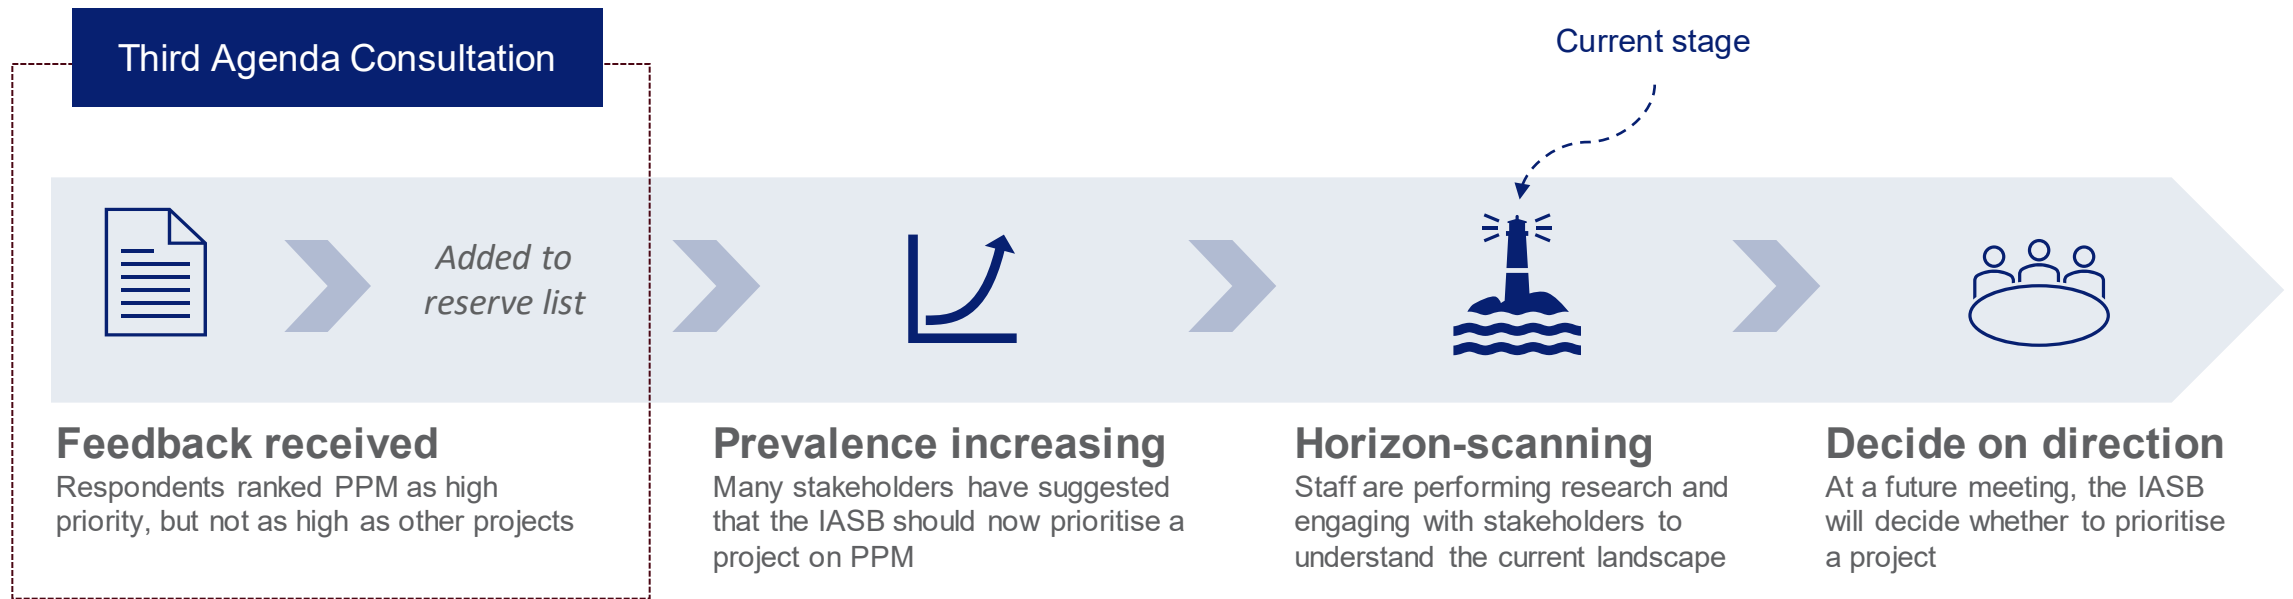 Third Agenda Consultation
Current stage
Added to
reserve list
Feedback received
Respondents ranked PPM as high
priority, but not as high as other projects
Prevalence increasing
Many stakeholders have suggested
that the IASB should now prioritise a
project on PPM
Horizon-scanning
Staff are performing research and
engaging with stakeholders to
understand the current landscape
Decide on direction
At a future meeting, the IASB
will decide whether to prioritise
a project